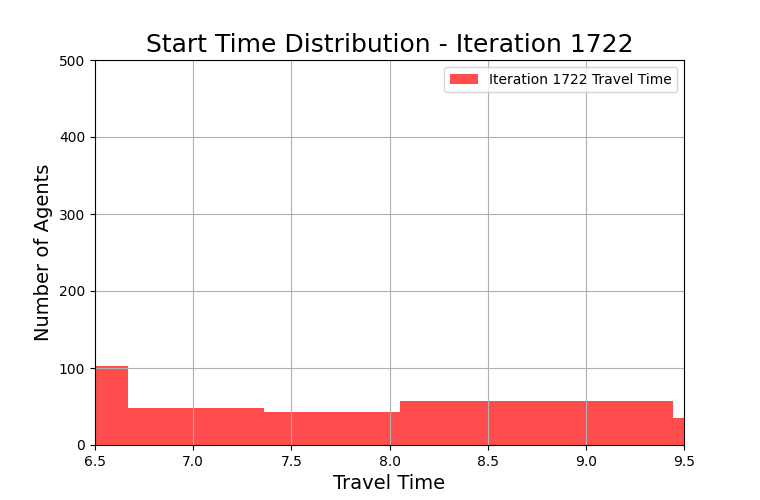 Start Time Distribution - Iteration 1722
Iteration 1722 Travel Time
Number of Agents
500
400
300
200
100
0
6.5 7.0 7.5 8.0 8.5 9.0 9.5
Travel Time